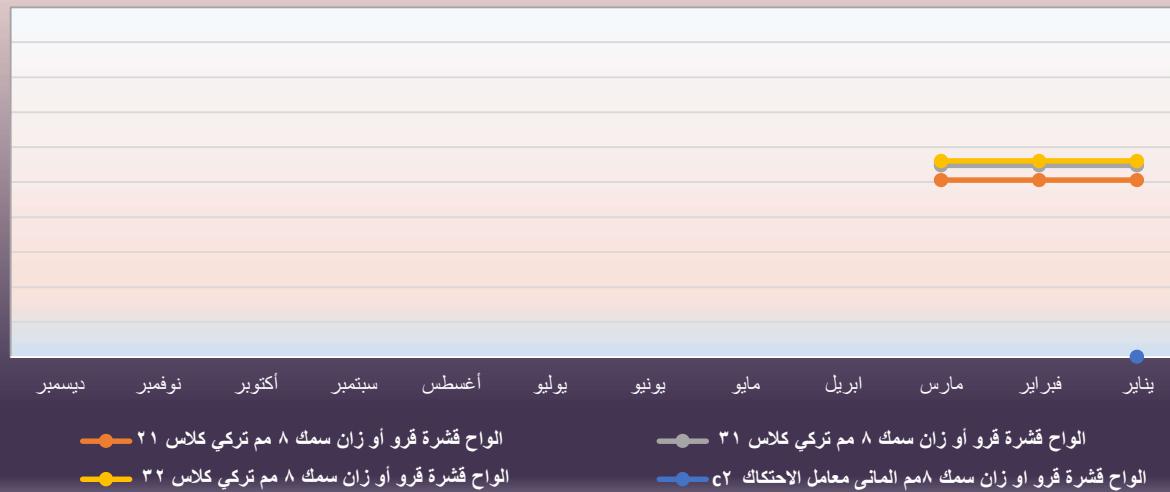 يناير فبراير مارس ابريل مايو يونيو يوليو أغسطس سبتمبر أكتوبر نوفمبر ديسمبر
الواح قشرة قرو أو زان سمك ٨ مم تركي كلاس ٣١ الواح قشرة قرو أو زان سمك ٨ مم تركي كلاس ٢١
الواح قشرة قرو او زان سمك ٨مم المانى معامل الاحتكاك c٢ الواح قشرة قرو أو زان سمك ٨ مم تركي كلاس ٣٢